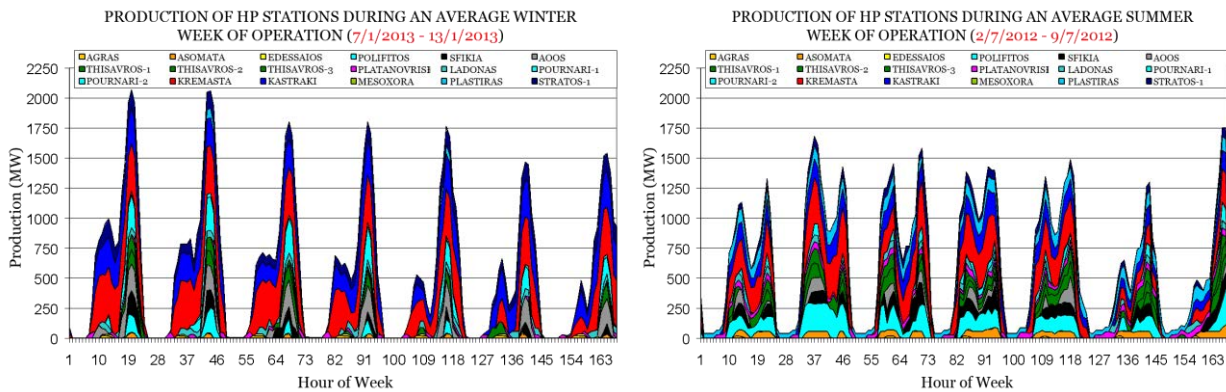 PRODUCTION OF HP STATIONS DURING AN AVERAGE WINTER
WEEK OF OPERATION (7/1/2013 - 13/1/2013)
AGRAS ASOMATA EDESSAIOS POLIFITOS SFIKIA AOOS
THISAVROS-1 THISAVROS-2 THISAVROS-3 PLATANOVRISI LADONAS POURNARI-1
POURNARI-2 KREMASTA KASTRAKI MESOXORA PLASTIRAS STRATOS-1
2250
2000
1750
1500
1250
1000
750
500
250
0
Production (MW)
1 10 19 28 37 46 55 64 73 82 91 100 109 118 127 136 145 154 163
Hour of Week
PRODUCTION OF HP STATIONS DURING AN AVERAGE SUMMER
WEEK OF OPERATION (2/7/2012 - 9/7/2012)
AGRAS ASOMATA EDESSAIOS POLIFITOS SFIKIA AOOS
THISAVROS-1 THISAVROS-2 THISAVROS-3 PLATANOVRISI LADONAS POURNARI-1
POURNARI-2 KREMASTA KASTRAKI MESOXORA PLASTIRAS STRATOS-1
2250
2000
1750
1500
1250
1000
750
500
250
0
Production (MW)
1 10 19 28 37 46 55 64 73 82 91 100 109 118 127 136 145 154 163
Hour of Week